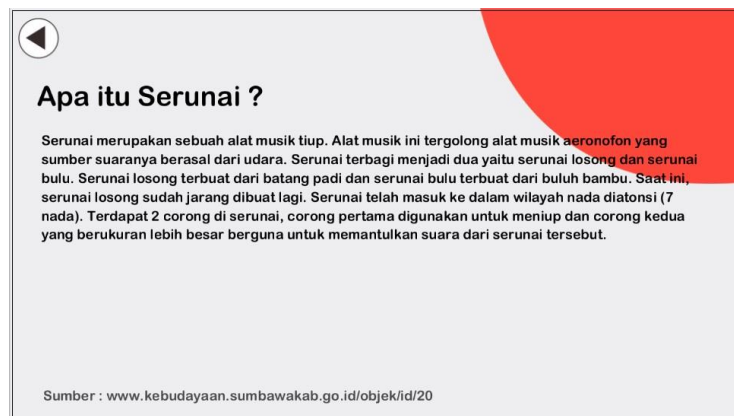 Apa itu Serunai ?
Serunai merupakan sebuah alat musik tiup. Alat musik ini tergolong alat musik aeronofon yang
sumber suaranya berasal dari udara. Serunai terbagi menjadi dua yaitu serunai losong dan serunai
bulu. Serunai losong terbuat dari batang padi dan serunai bulu terbuat dari buluh bambu. Saat ini,
serunai losong sudah jarang dibuat lagi. Serunai telah masuk ke dalam wilayah nada diatonsi (7
nada). Terdapat 2 corong di serunai, corong pertama digunakan untuk meniup dan corong kedua
yang berukuran lebih besar berguna untuk memantulkan suara dari serunai tersebut.
Sumber : www.kebudayaan.sumbawakab.go.id/objek/id/20